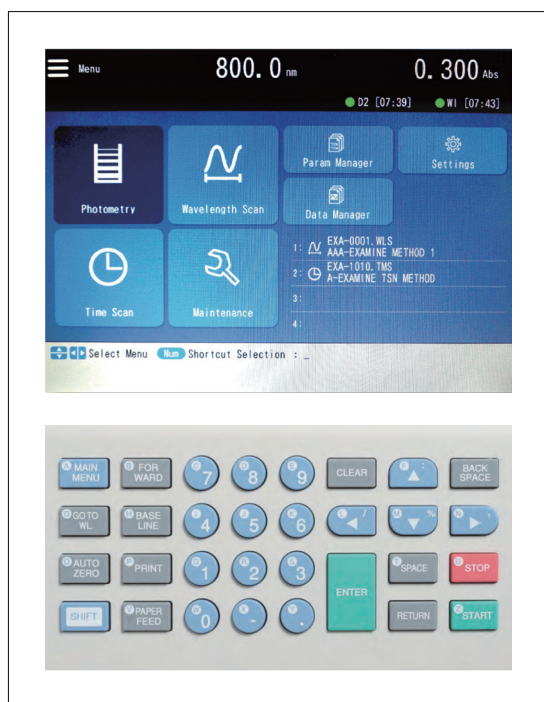 Menu 800.0 nm 0.300 Abs
D2 [07:39] WI [07:43]
Photometry
Wavelength Scan
Param Manager
Settings
Data Manager
Time Scan
Maintenance
1: EXA-0001.WLS
AAA-EXAMINE METHOD 1
2: EXA-1010.TMS
A-EXAMINE TSN METHOD
3:
4:
Select Menu Num Shortcut Selection : _
A MAIN MENU
B FOR WARD
7
8
9
CLEAR
F :
BACK SPACE
GOTO WL
H BASE LINE
4
5
6
L /
M %
N
AUTO ZERO
P PRINT
1
2
3
ENTER
T SPACE
U STOP
SHIFT
V PAPER FEED
W 0
X -
Y .
RETURN
Z START